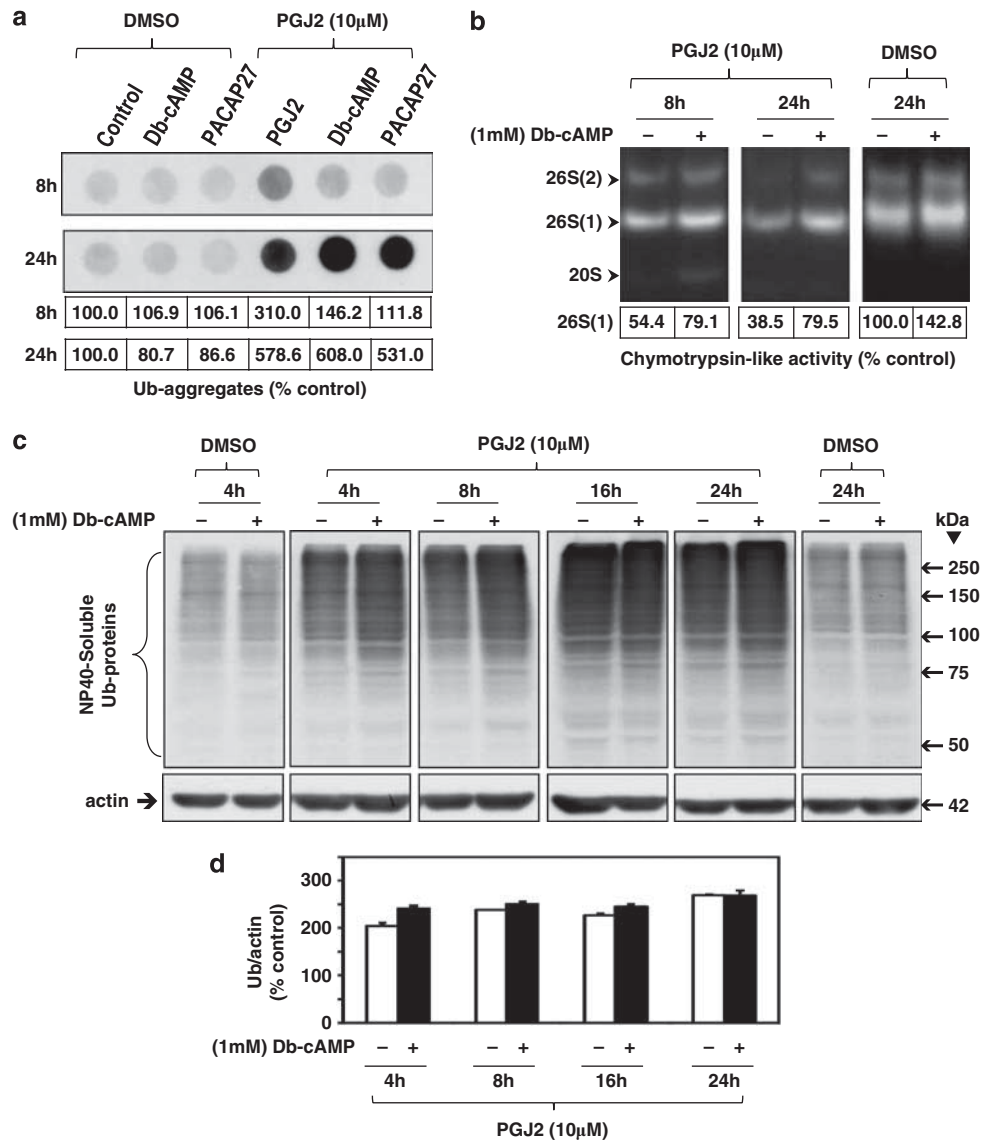 a
DMSO
PGJ2 (10μM)
Control
Db-cAMP
PACAP27
PGJ2
Db-cAMP
PACAP27
8h
24h
8h 100.0 106.9 106.1 310.0 146.2 111.8
24h 100.0 80.7 86.6 578.6 608.0 531.0
Ub-aggregates (% control)
b
PGJ2 (10μM)
DMSO
8h 24h 24h
(1mM) Db-cAMP – + – + – +
26S(2)
26S(1)
20S
26S(1) 54.4 79.1 38.5 79.5 100.0 142.8
Chymotrypsin-like activity (% control)
c
DMSO
PGJ2 (10μM)
DMSO
4h 4h 8h 16h 24h 24h
(1mM) Db-cAMP – + – + – + – + – + – + kDa
NP40-Soluble
Ub-proteins
250
150
100
75
50
actin 42
d
Ub/actin
(% control)
300
200
100
0
(1mM) Db-cAMP – + – + – + – +
4h 8h 16h 24h
PGJ2 (10μM)